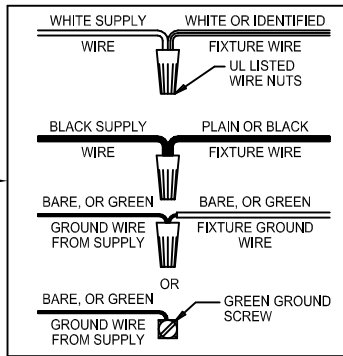 WHITE SUPPLY WHITE OR IDENTIFIED
WIRE FIXTURE WIRE
UL LISTED
WIRE NUTS
BLACK SUPPLY PLAIN OR BLACK
WIRE FIXTURE WIRE
BARE, OR GREEN BARE, OR GREEN
GROUND WIRE FIXTURE GROUND
FROM SUPPLY WIRE
OR
BARE, OR GREEN GREEN GROUND
SCREW
GROUND WIRE
FROM SUPPLY